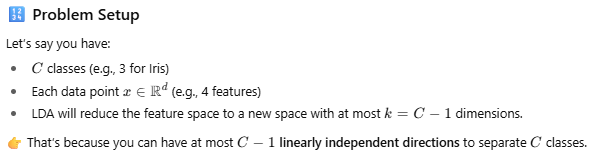 🔢 Problem Setup
Let's say you have:
• C classes (e.g., 3 for Iris)
• Each data point x ∈ ℝᵈ (e.g., 4 features)
• LDA will reduce the feature space to a new space with at most k = C − 1 dimensions.
👉 That's because you can have at most C − 1 linearly independent directions to separate C classes.